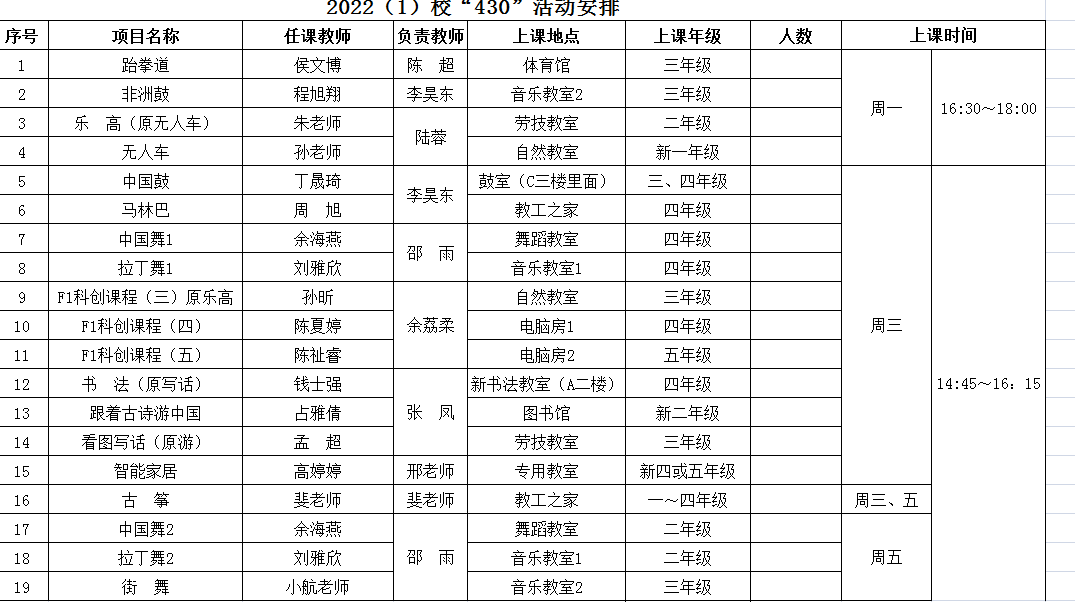 2022（1）校“430”活动安排
序号 项目名称 任课教师 负责教师 上课地点 上课年级 人数 上课时间
1 跆拳道 侯文博 陈　超 体育馆 三年级 周一 16:30～18:00
2 非洲鼓 程旭翔 李昊东 音乐教室2 三年级
3 乐　高（原无人车） 朱老师 陆蓉 劳技教室 二年级
4 无人车 孙老师 自然教室 新一年级
5 中国鼓 丁晟琦 李昊东 鼓室（C三楼里面） 三、四年级 周三 14:45～16：15
6 马林巴 周　旭 教工之家 四年级
7 中国舞1 余海燕 邵　雨 舞蹈教室 四年级
8 拉丁舞1 刘雅欣 音乐教室1 四年级
9 F1科创课程（三）原乐高 孙昕 余荔柔 自然教室 三年级
10 F1科创课程（四） 陈夏婷 电脑房1 四年级
11 F1科创课程（五） 陈祉睿 电脑房2 五年级
12 书　法（原写话） 钱士强 张　凤 新书法教室（A二楼） 四年级
13 跟着古诗游中国 占雅倩 图书馆 新二年级
14 看图写话（原游） 孟　超 劳技教室 三年级
15 智能家居 高婷婷 邢老师 专用教室 新四或五年级
16 古　筝 斐老师 斐老师 教工之家 一～四年级 周三、五
17 中国舞2 余海燕 邵　雨 舞蹈教室 二年级 周五
18 拉丁舞2 刘雅欣 音乐教室1 二年级
19 街　舞 小航老师 音乐教室2 三年级